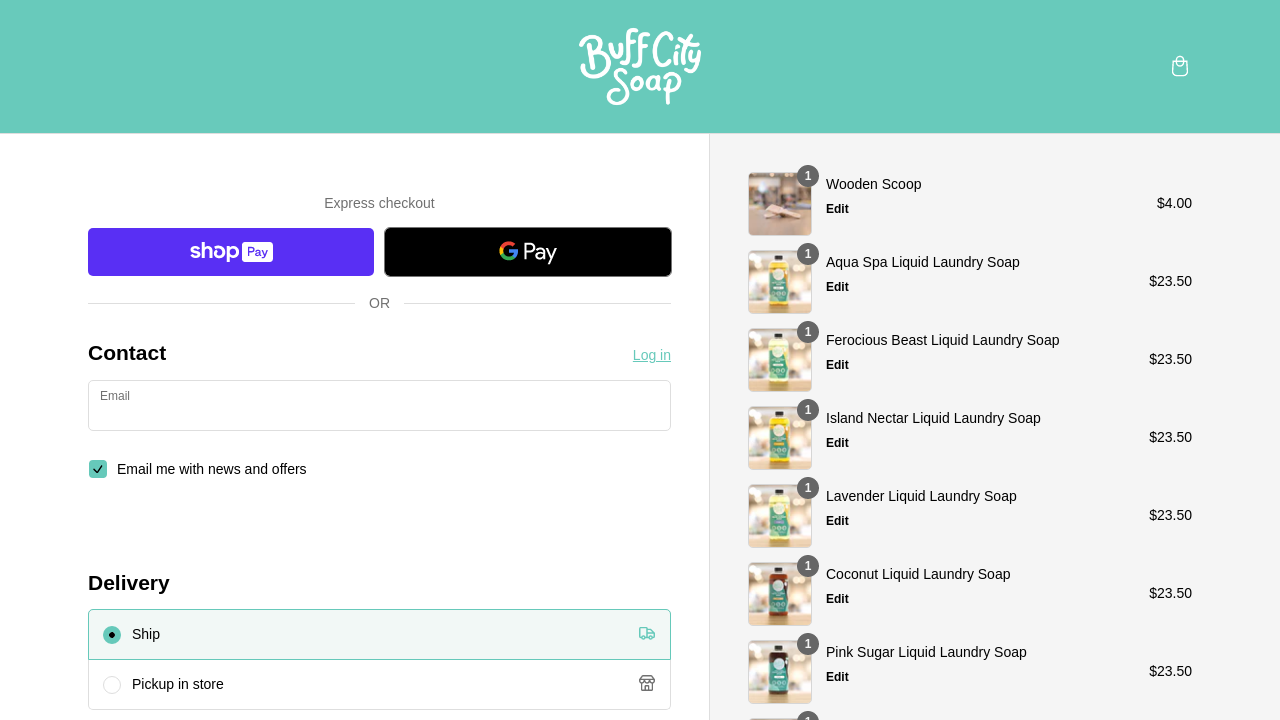 Buff City
Soap
Express checkout
shop Pay
G Pay
OR
Contact
Log in
Email
Email me with news and offers
Delivery
Ship
Pickup in store
1
Wooden Scoop
Edit
$4.00
1
Aqua Spa Liquid Laundry Soap
Edit
$23.50
1
Ferocious Beast Liquid Laundry Soap
Edit
$23.50
1
Island Nectar Liquid Laundry Soap
Edit
$23.50
1
Lavender Liquid Laundry Soap
Edit
$23.50
1
Coconut Liquid Laundry Soap
Edit
$23.50
1
Pink Sugar Liquid Laundry Soap
Edit
$23.50